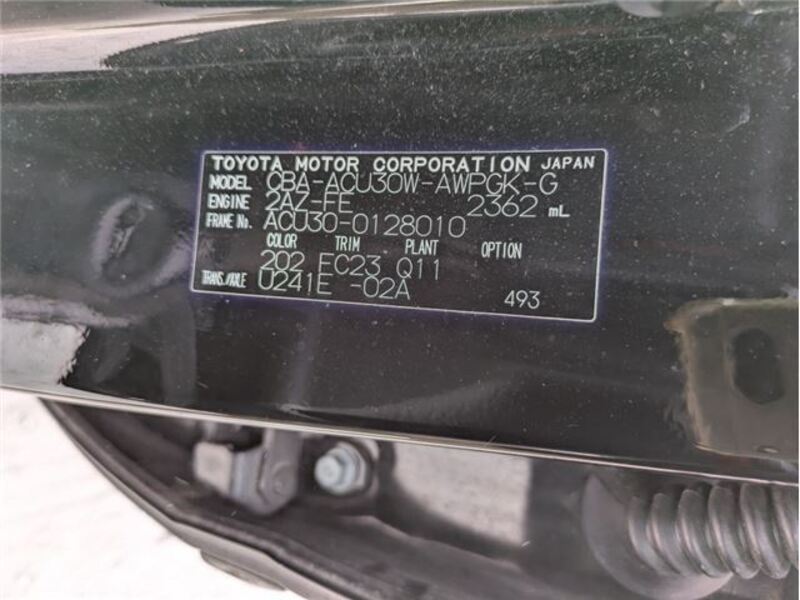 TOYOTA MOTOR CORPORATION JAPAN
MODEL CBA-ACU30W-AWPGK-G
ENGINE 2AZ-FE 2362 mL
FRAME No. ACU30-0128010
COLOR TRIM PLANT OPTION
202 EC23 Q11
TRANS./AXLE U241E -02A
493